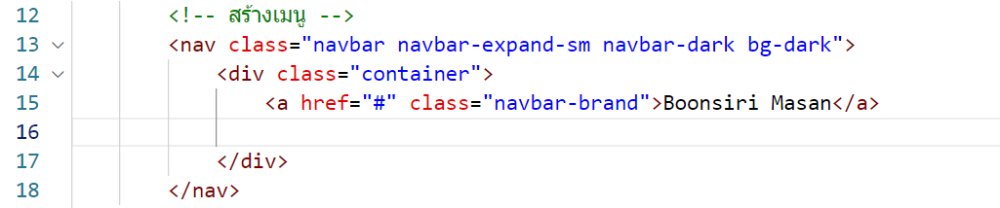 12 <!-- สร้างเมนู -->
13 <nav class="navbar navbar-expand-sm navbar-dark bg-dark">
14 <div class="container">
15 <a href="#" class="navbar-brand">Boonsiri Masan</a>
16
17 </div>
18 </nav>